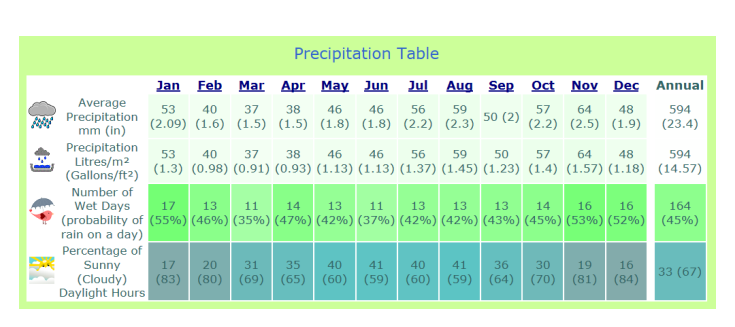 Precipitation Table
Jan Feb Mar Apr May Jun Jul Aug Sep Oct Nov Dec Annual
Average Precipitation mm (in) 53 (2.09) 40 (1.6) 37 (1.5) 38 (1.5) 46 (1.8) 46 (1.8) 56 (2.2) 59 (2.3) 50 (2) 57 (2.2) 64 (2.5) 48 (1.9) 594 (23.4)
Precipitation Litres/m² (Gallons/ft²) 53 (1.3) 40 (0.98) 37 (0.91) 38 (0.93) 46 (1.13) 46 (1.13) 56 (1.37) 59 (1.45) 50 (1.23) 57 (1.4) 64 (1.57) 48 (1.18) 594 (14.57)
Number of Wet Days (probability of rain on a day) 17 (55%) 13 (46%) 11 (35%) 14 (47%) 13 (42%) 11 (37%) 13 (42%) 13 (42%) 13 (43%) 14 (45%) 16 (53%) 16 (52%) 164 (45%)
Percentage of Sunny (Cloudy) Daylight Hours 17 (83) 20 (80) 31 (69) 35 (65) 40 (60) 41 (59) 40 (60) 41 (59) 36 (64) 30 (70) 19 (81) 16 (84) 33 (67)